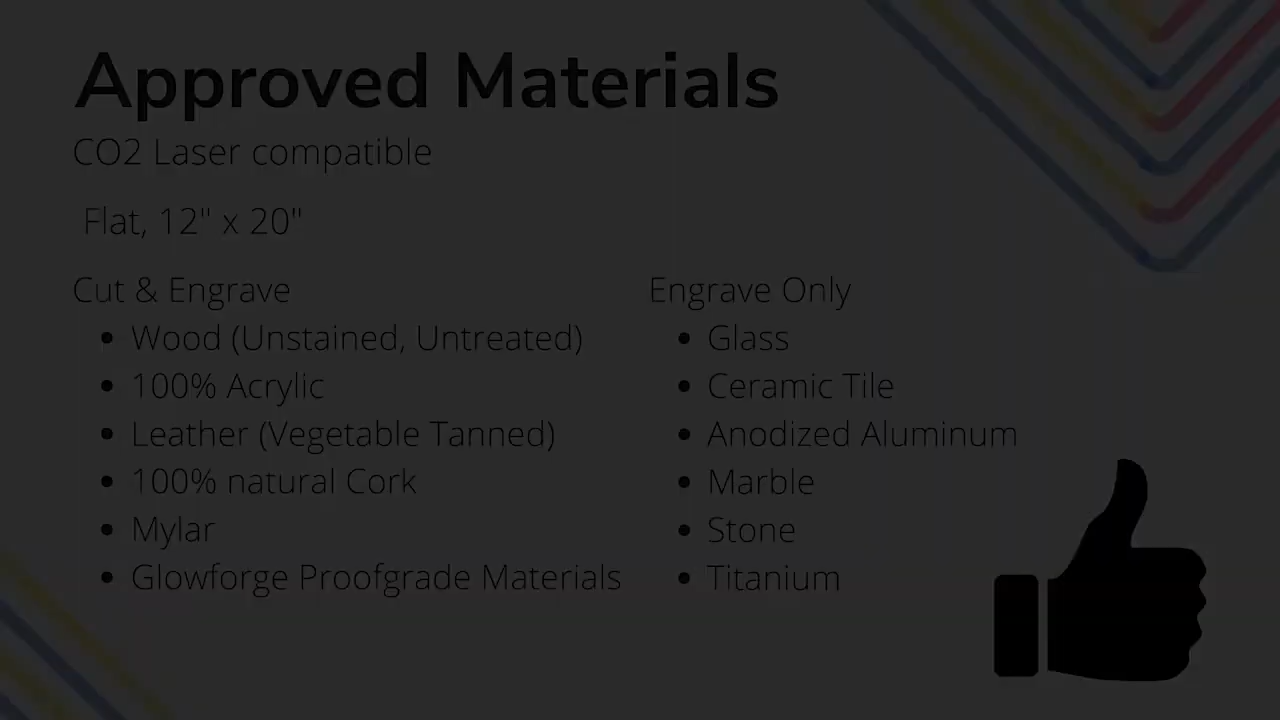 Approved Materials
CO2 Laser compatible
Flat, 12" x 20"
Cut & Engrave
• Wood (Unstained, Untreated)
• 100% Acrylic
• Leather (Vegetable Tanned)
• 100% natural Cork
• Mylar
• Glowforge Proofgrade Materials
Engrave Only
• Glass
• Ceramic Tile
• Anodized Aluminum
• Marble
• Stone
• Titanium